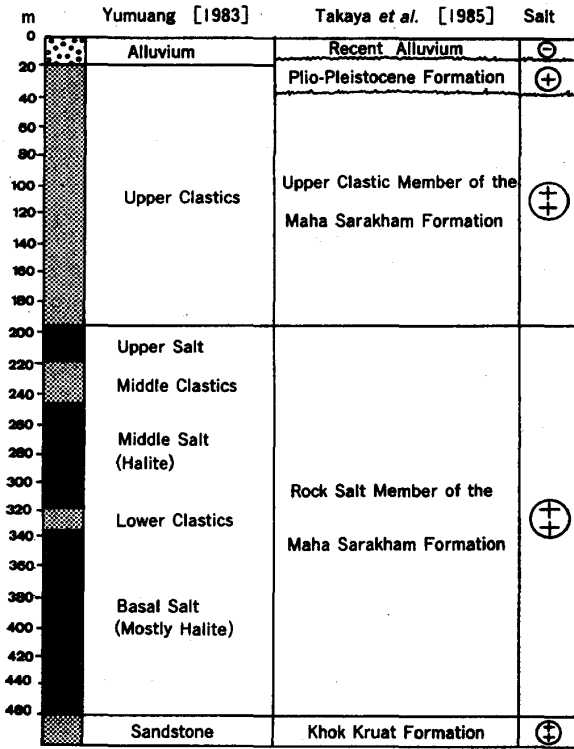 m Yumuang [1983] Takaya et al. [1985] Salt
0
Alluvium Recent Alluvium −
20
Plio-Pleistocene Formation +
40
60
80
100
Upper Clastics Upper Clastic Member of the + +
120
Maha Sarakham Formation
140
160
180
200
Upper Salt
220
Middle Clastics
240
260
Middle Salt
280
(Halite)
300
Rock Salt Member of the
320
Lower Clastics + +
340
Maha Sarakham Formation
360
380
Basal Salt
400
(Mostly Halite)
420
440
460
Sandstone Khok Kruat Formation + +